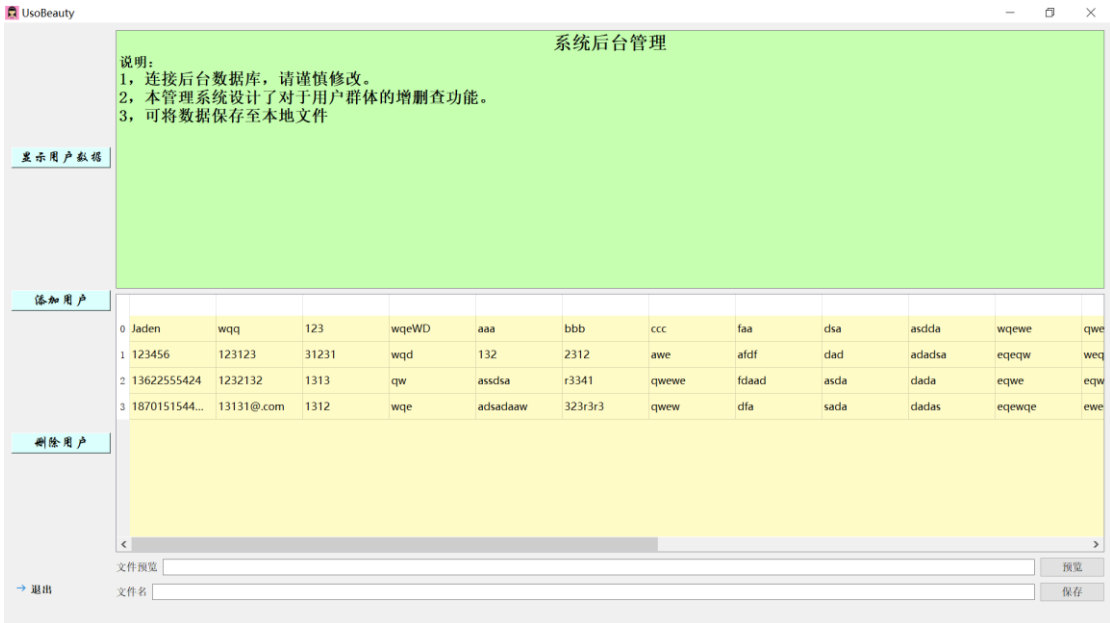 UsoBeauty
系统后台管理
说明：
1，连接后台数据库，请谨慎修改。
2，本管理系统设计了对于用户群体的增删查功能。
3，可将数据保存至本地文件
显示用户数据
添加用户
删除用户
退出
0 Jaden wqq 123 wqeWD aaa bbb ccc faa dsa asdda wqewe qwe
1 123456 123123 31231 wqd 132 2312 awe afdf dad adadsa eqeqw weq
2 13622555424 1232132 1313 qw assdsa r3341 qwewe fdaad asda dada eqwe eqw
3 1870151544... 13131@.com 1312 wqe adsadaaw 323r3r3 qwew dfa sada dadas eqewqe ewe
文件预览 预览
文件名 保存